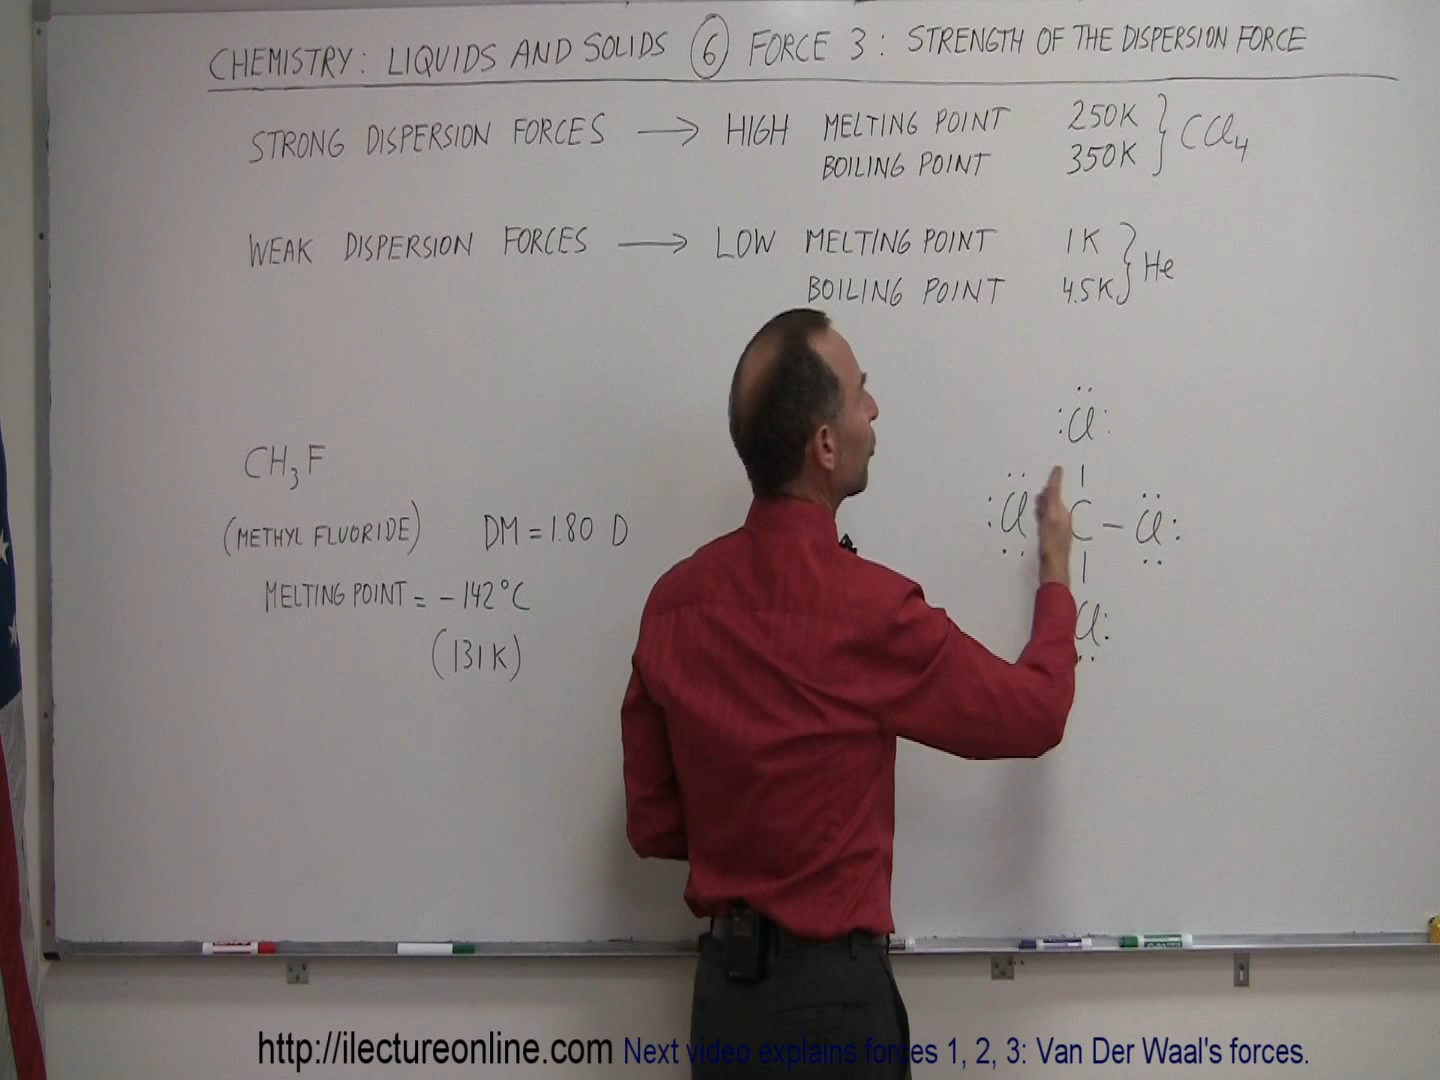 CHEMISTRY: LIQUIDS AND SOLIDS ⑥ FORCE 3: STRENGTH OF THE DISPERSION FORCE
STRONG DISPERSION FORCES → HIGH MELTING POINT 250K } CCl4
BOILING POINT 350K
WEAK DISPERSION FORCES → LOW MELTING POINT 1K } He
BOILING POINT 4.5K
CH3F
(METHYL FLUORIDE) DM = 1.80 D
MELTING POINT = -142°C
(131K)
Cl
Cl C - Cl
Cl
http://ilectureonline.com Next video explains forces 1, 2, 3: Van Der Waal's forces.